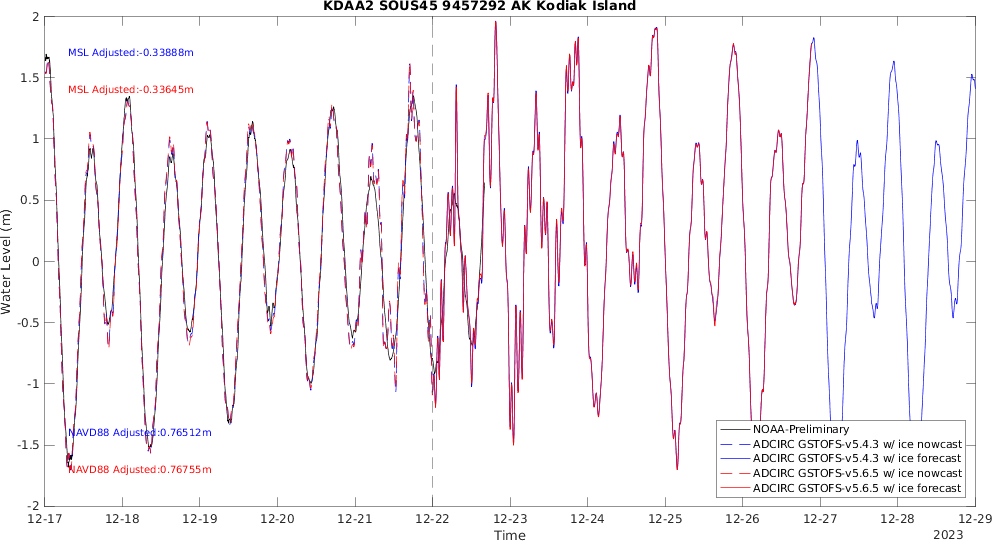 KDAA2 SOUS45 9457292 AK Kodiak Island
2
1.5
1
0.5
0
-0.5
-1
-1.5
-2
Water Level (m)
MSL Adjusted:-0.33888m
MSL Adjusted:-0.33645m
NAVD88 Adjusted:0.76512m
NAVD88 Adjusted:0.76755m
NOAA-Preliminary
ADCIRC GSTOFS-v5.4.3 w/ ice nowcast
ADCIRC GSTOFS-v5.4.3 w/ ice forecast
ADCIRC GSTOFS-v5.6.5 w/ ice nowcast
ADCIRC GSTOFS-v5.6.5 w/ ice forecast
12-17 12-18 12-19 12-20 12-21 12-22 12-23 12-24 12-25 12-26 12-27 12-28 12-29
Time
2023